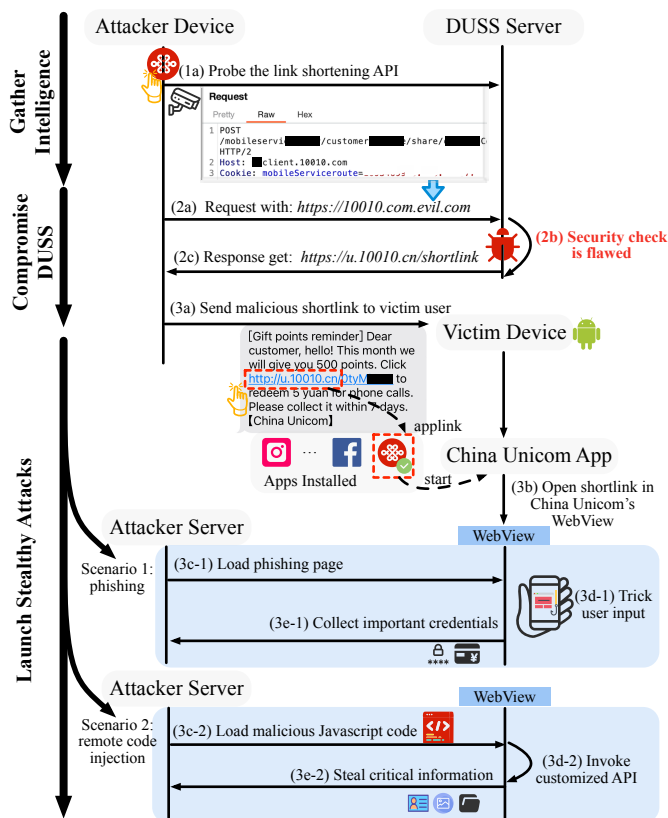 Attacker Device
DUSS Server
Gather
Intelligence
(1a) Probe the link shortening API
Request
Pretty Raw Hex
1 POST
/mobileservi /customer e/share/ C
HTTP/2
2 Host: client.10010.com
3 Cookie: mobileServiceroute=
Compromise
DUSS
(2a) Request with: https://10010.com.evil.com
(2b) Security check
is flawed
(2c) Response get: https://u.10010.cn/shortlink
Launch Stealthy Attacks
(3a) Send malicious shortlink to victim user
Victim Device
[Gift points reminder] Dear
customer, hello! This month we
will give you 500 points. Click
http://u.10010.cn/0tyM to
redeem 5 yuan for phone calls.
Please collect it within 7 days.
【China Unicom】
applink
...
Apps Installed
start
China Unicom App
(3b) Open shortlink in
China Unicom's
WebView
Attacker Server
WebView
Scenario 1:
phishing
(3c-1) Load phishing page
(3d-1) Trick
user input
(3e-1) Collect important credentials
****
¥
Attacker Server
WebView
Scenario 2:
remote code
injection
(3c-2) Load malicious Javascript code
</>
(3d-2) Invoke
customized API
(3e-2) Steal critical information